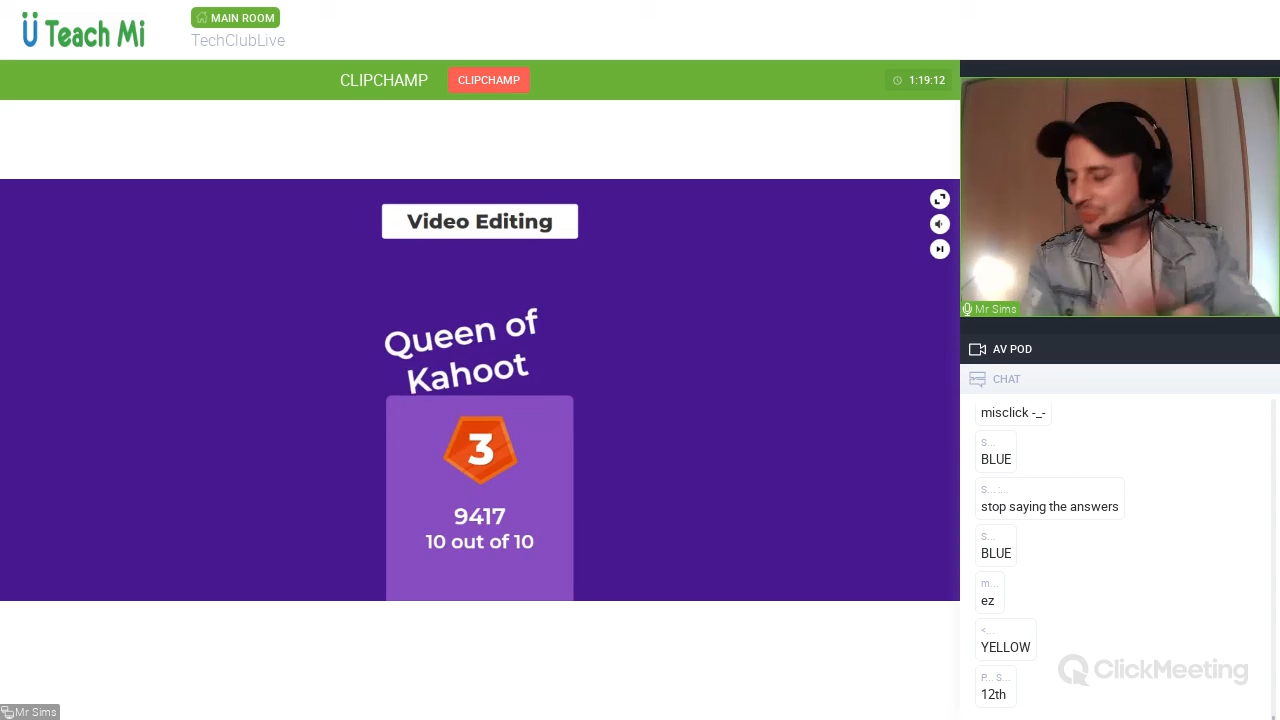 Ü Teach Mi
MAIN ROOM
TechClubLive
CLIPCHAMP
CLIPCHAMP
1:19:12
Video Editing
Queen of
Kahoot
3
9417
10 out of 10
Mr Sims
AV POD
CHAT
misclick -_-
S...
BLUE
S... :...
stop saying the answers
S...
BLUE
m...
ez
<...
YELLOW
P... S...
12th
ClickMeeting
Mr Sims